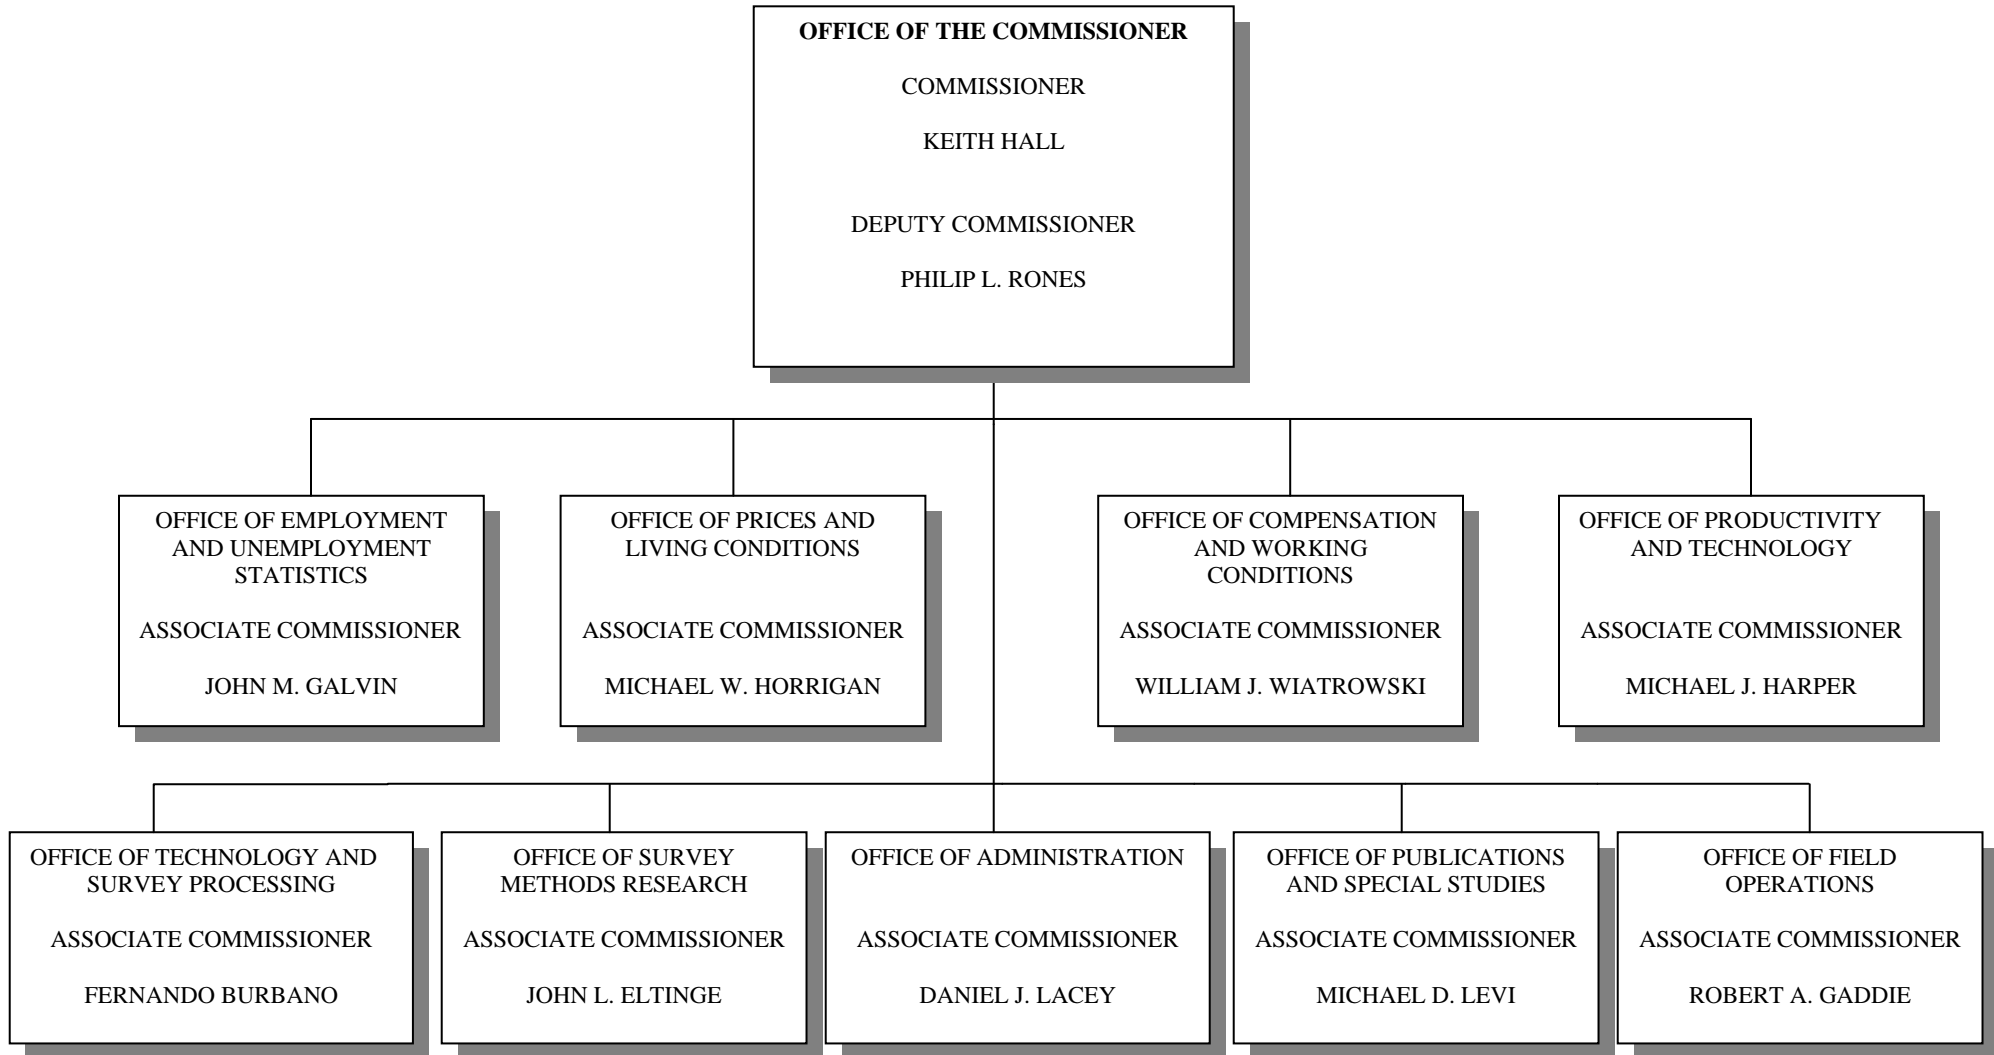 OFFICE OF THE COMMISSIONER
COMMISSIONER
KEITH HALL
DEPUTY COMMISSIONER
PHILIP L. RONES
OFFICE OF EMPLOYMENT
AND UNEMPLOYMENT
STATISTICS
ASSOCIATE COMMISSIONER
JOHN M. GALVIN
OFFICE OF PRICES AND
LIVING CONDITIONS
ASSOCIATE COMMISSIONER
MICHAEL W. HORRIGAN
OFFICE OF COMPENSATION
AND WORKING
CONDITIONS
ASSOCIATE COMMISSIONER
WILLIAM J. WIATROWSKI
OFFICE OF PRODUCTIVITY
AND TECHNOLOGY
ASSOCIATE COMMISSIONER
MICHAEL J. HARPER
OFFICE OF TECHNOLOGY AND
SURVEY PROCESSING
ASSOCIATE COMMISSIONER
FERNANDO BURBANO
OFFICE OF SURVEY
METHODS RESEARCH
ASSOCIATE COMMISSIONER
JOHN L. ELTINGE
OFFICE OF ADMINISTRATION
ASSOCIATE COMMISSIONER
DANIEL J. LACEY
OFFICE OF PUBLICATIONS
AND SPECIAL STUDIES
ASSOCIATE COMMISSIONER
MICHAEL D. LEVI
OFFICE OF FIELD
OPERATIONS
ASSOCIATE COMMISSIONER
ROBERT A. GADDIE